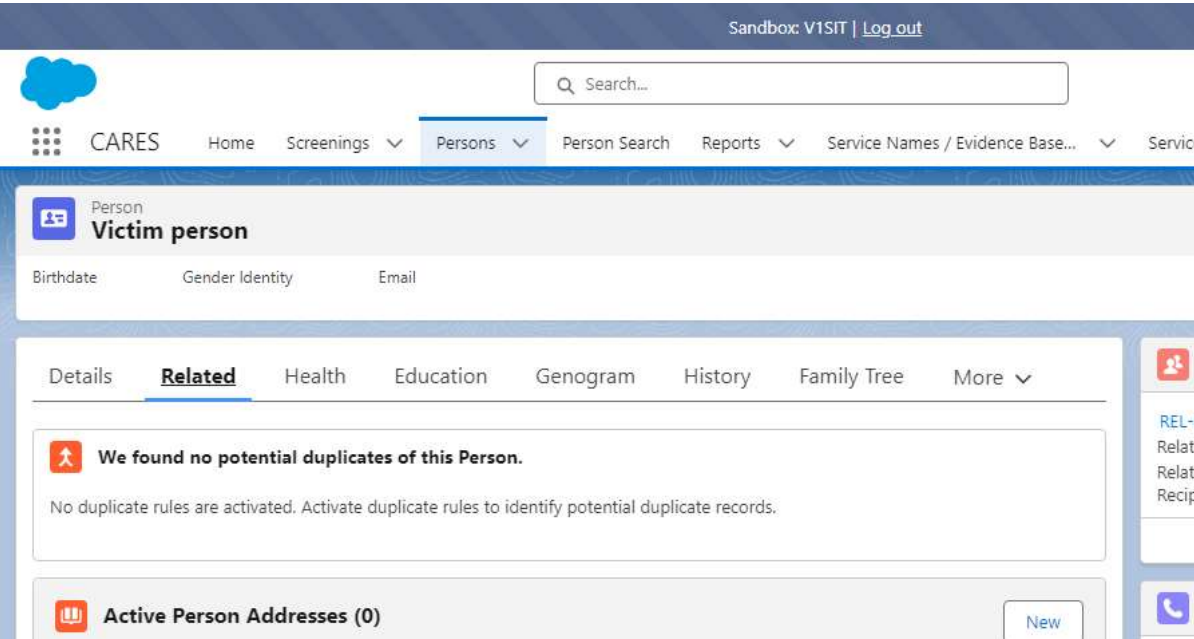 Sandbox: V1SIT | Log out
Search...
CARES Home Screenings Persons Person Search Reports Service Names / Evidence Base...
Person
Victim person
Birthdate Gender Identity Email
Details Related Health Education Genogram History Family Tree More
REL-
We found no potential duplicates of this Person.
No duplicate rules are activated. Activate duplicate rules to identify potential duplicate records.
Active Person Addresses (0) New